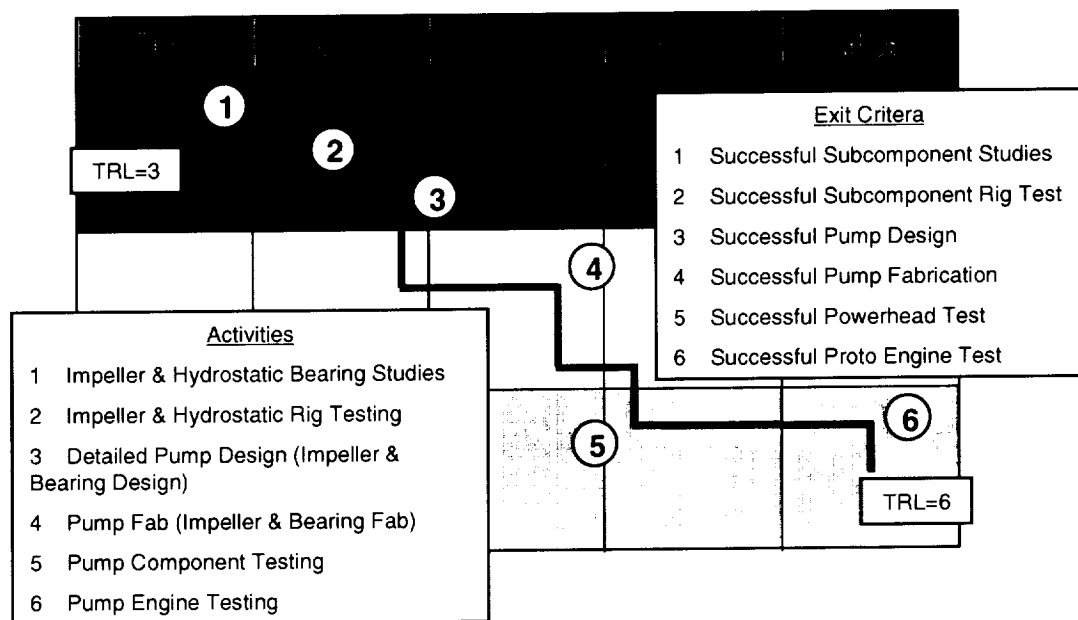 1
2
TRL=3
3
4
5
6
TRL=6
Exit Critera
1 Successful Subcomponent Studies
2 Successful Subcomponent Rig Test
3 Successful Pump Design
4 Successful Pump Fabrication
5 Successful Powerhead Test
6 Successful Proto Engine Test
Activities
1 Impeller & Hydrostatic Bearing Studies
2 Impeller & Hydrostatic Rig Testing
3 Detailed Pump Design (Impeller &
Bearing Design)
4 Pump Fab (Impeller & Bearing Fab)
5 Pump Component Testing
6 Pump Engine Testing